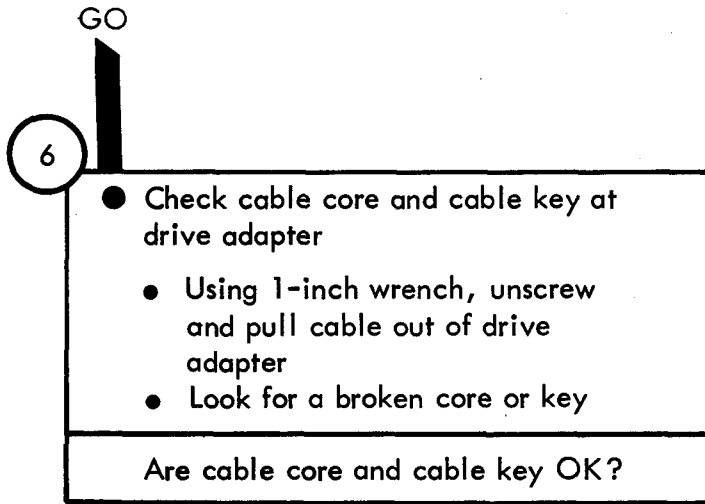 GO
6
● Check cable core and cable key at
drive adapter
● Using 1-inch wrench, unscrew
and pull cable out of drive
adapter
● Look for a broken core or key
Are cable core and cable key OK?